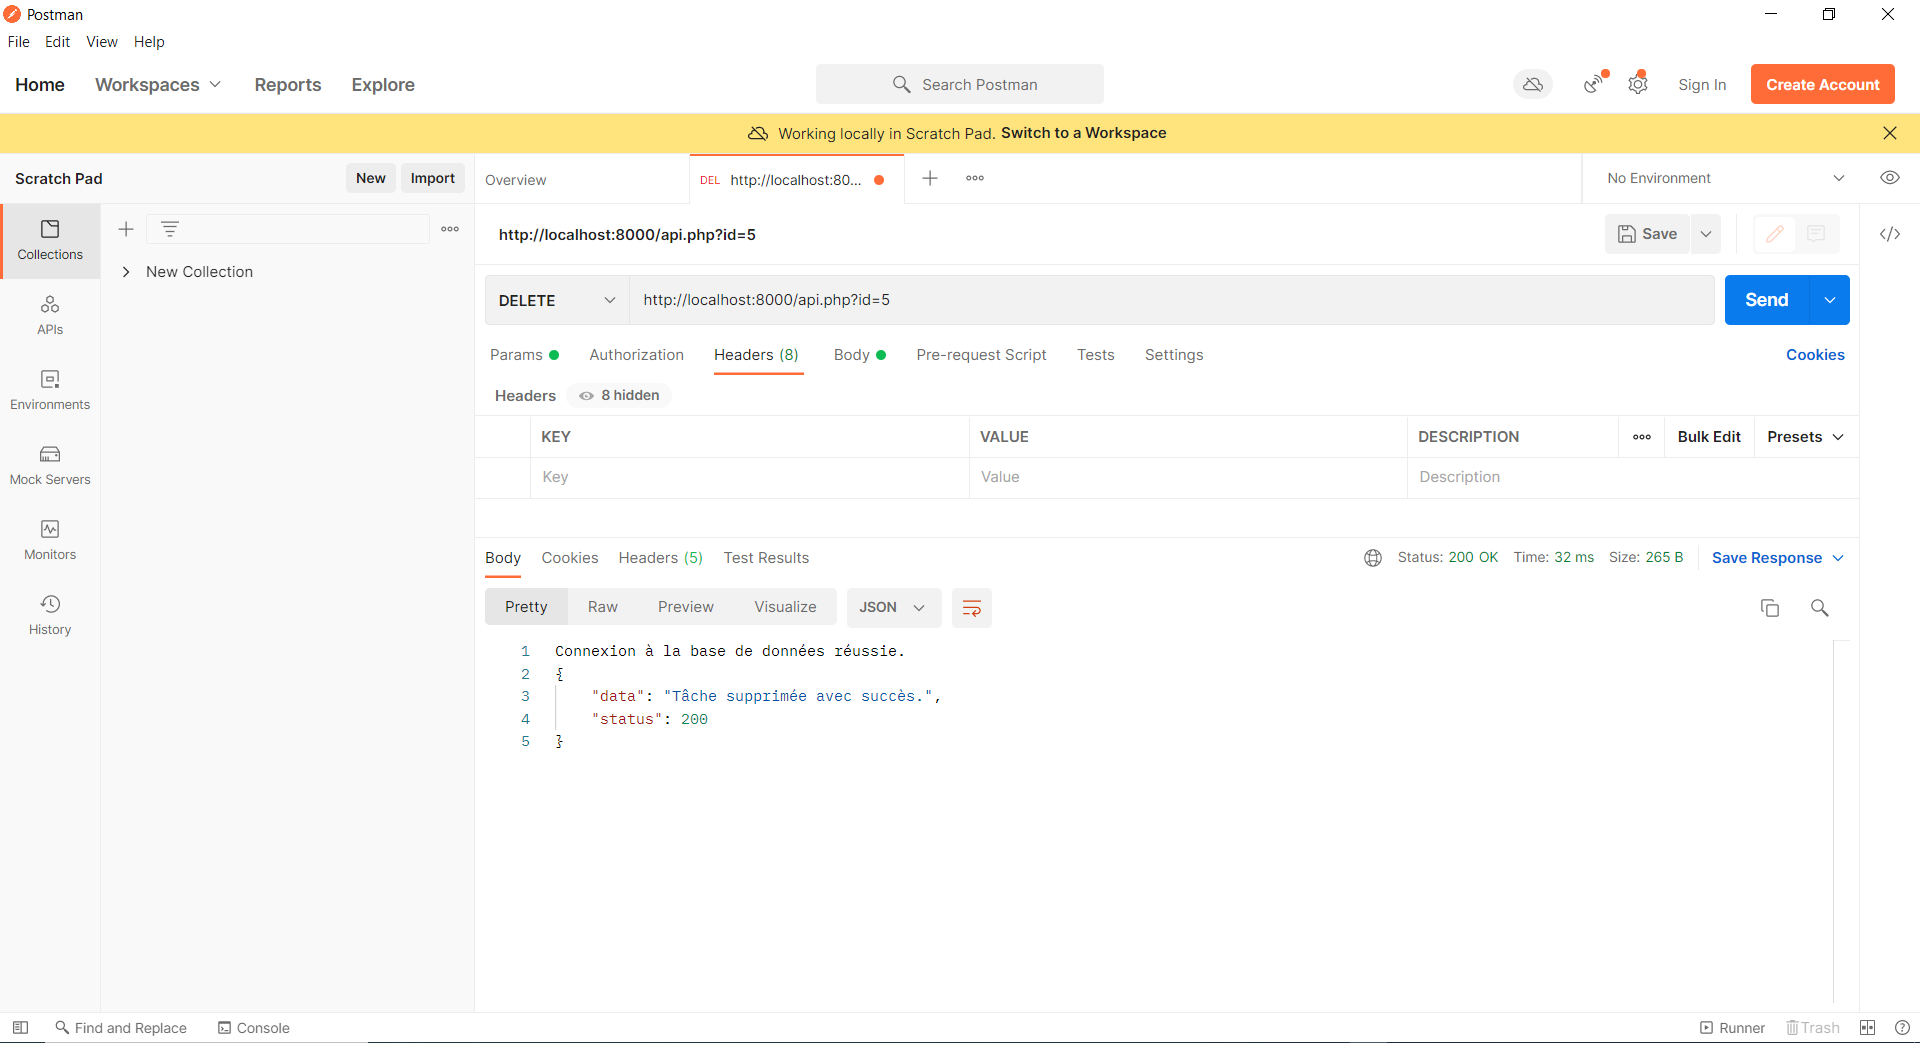 Postman
File Edit View Help
Home Workspaces Reports Explore
Search Postman
Sign In
Create Account
Working locally in Scratch Pad. Switch to a Workspace
Scratch Pad
New
Import
Overview
DEL http://localhost:80...
No Environment
Collections
New Collection
http://localhost:8000/api.php?id=5
Save
APIs
DELETE
http://localhost:8000/api.php?id=5
Send
Params Authorization Headers (8) Body Pre-request Script Tests Settings
Cookies
Environments
Headers 8 hidden
KEY VALUE DESCRIPTION Bulk Edit Presets
Key Value Description
Mock Servers
Monitors
Body Cookies Headers (5) Test Results
Status: 200 OK Time: 32 ms Size: 265 B Save Response
Pretty Raw Preview Visualize JSON
History
1 Connexion à la base de données réussie.
2 {
3 "data": "Tâche supprimée avec succès.",
4 "status": 200
5 }
Find and Replace Console
Runner Trash